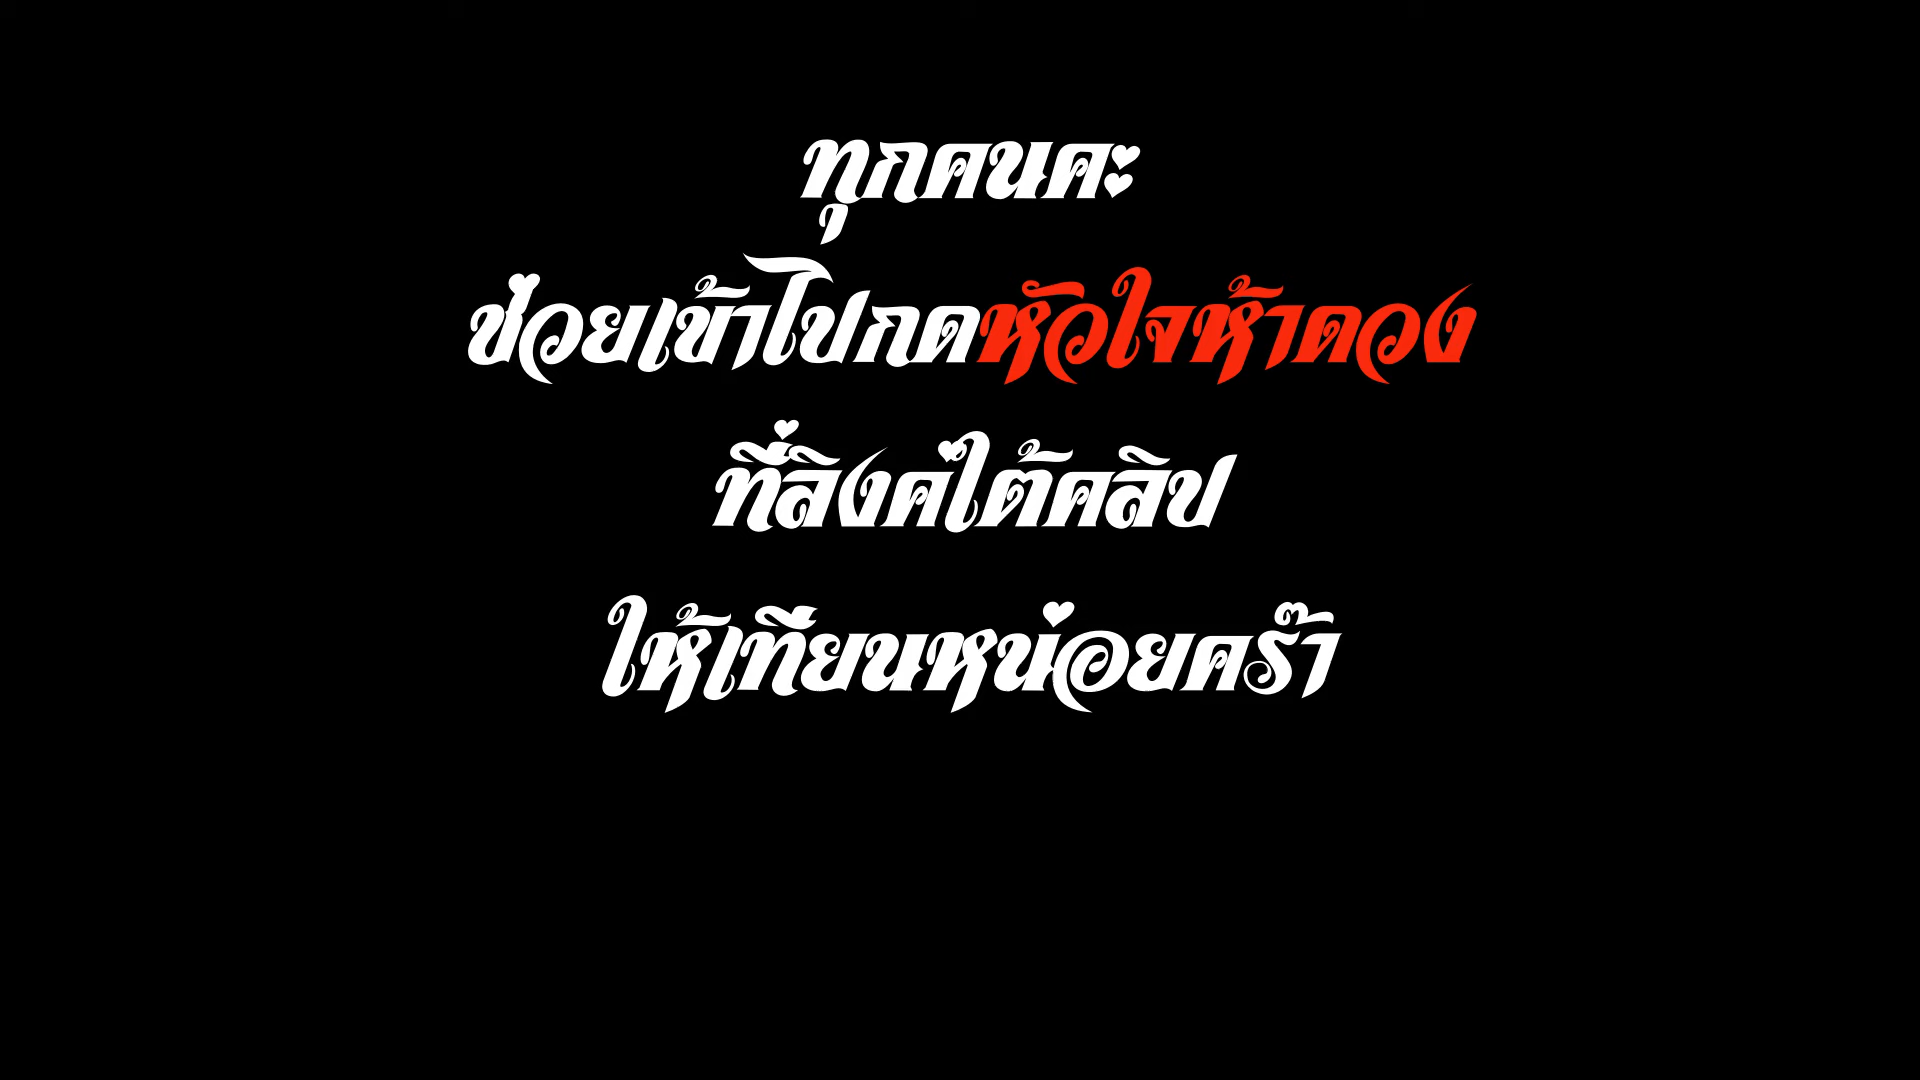 ทุกคนคะ
ช่วยเข้าไปกดหัวใจห้าดวง
ที่ลิงค์ใต้คลิป
ให้เทียนหน่อยคร๊า